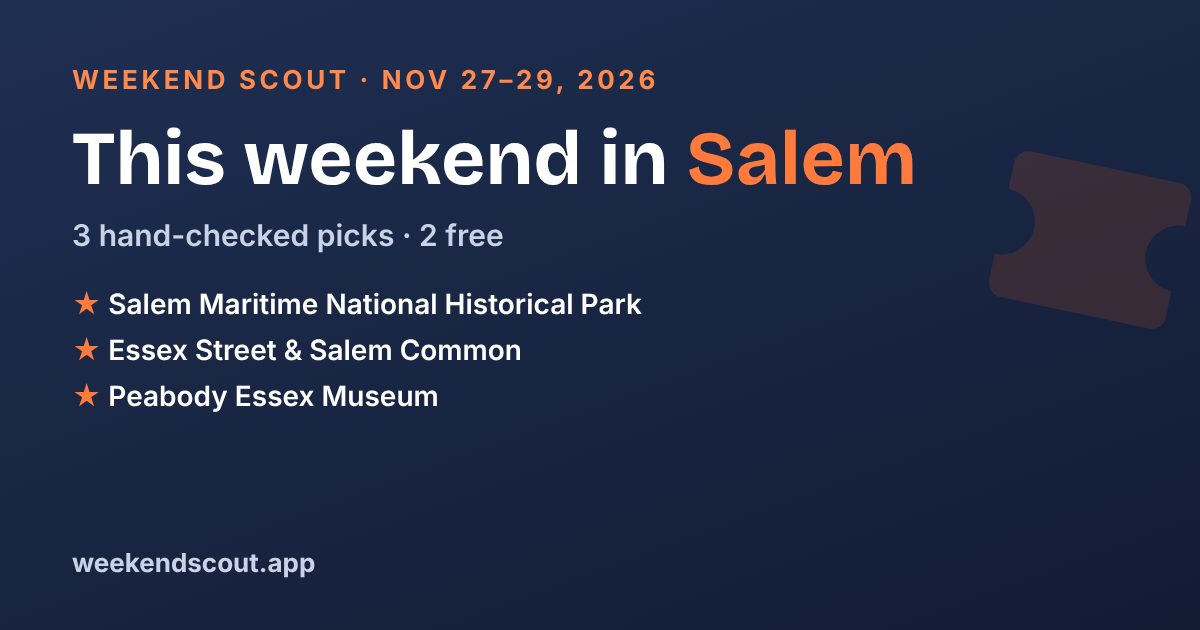 WEEKEND SCOUT · NOV 27–29, 2026
This weekend in Salem
3 hand-checked picks · 2 free
★ Salem Maritime National Historical Park
★ Essex Street & Salem Common
★ Peabody Essex Museum
weekendscout.app